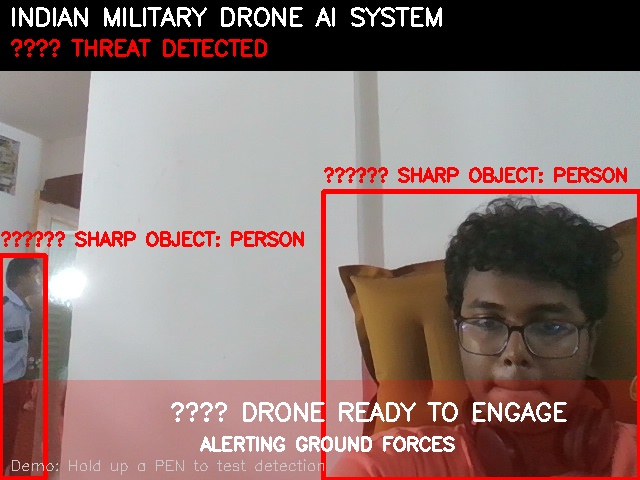 INDIAN MILITARY DRONE AI SYSTEM
???? THREAT DETECTED
?????? SHARP OBJECT: PERSON
?????? SHARP OBJECT: PERSON
???? DRONE READY TO ENGAGE
ALERTING GROUND FORCES
Demo: Hold up a PEN to test detection